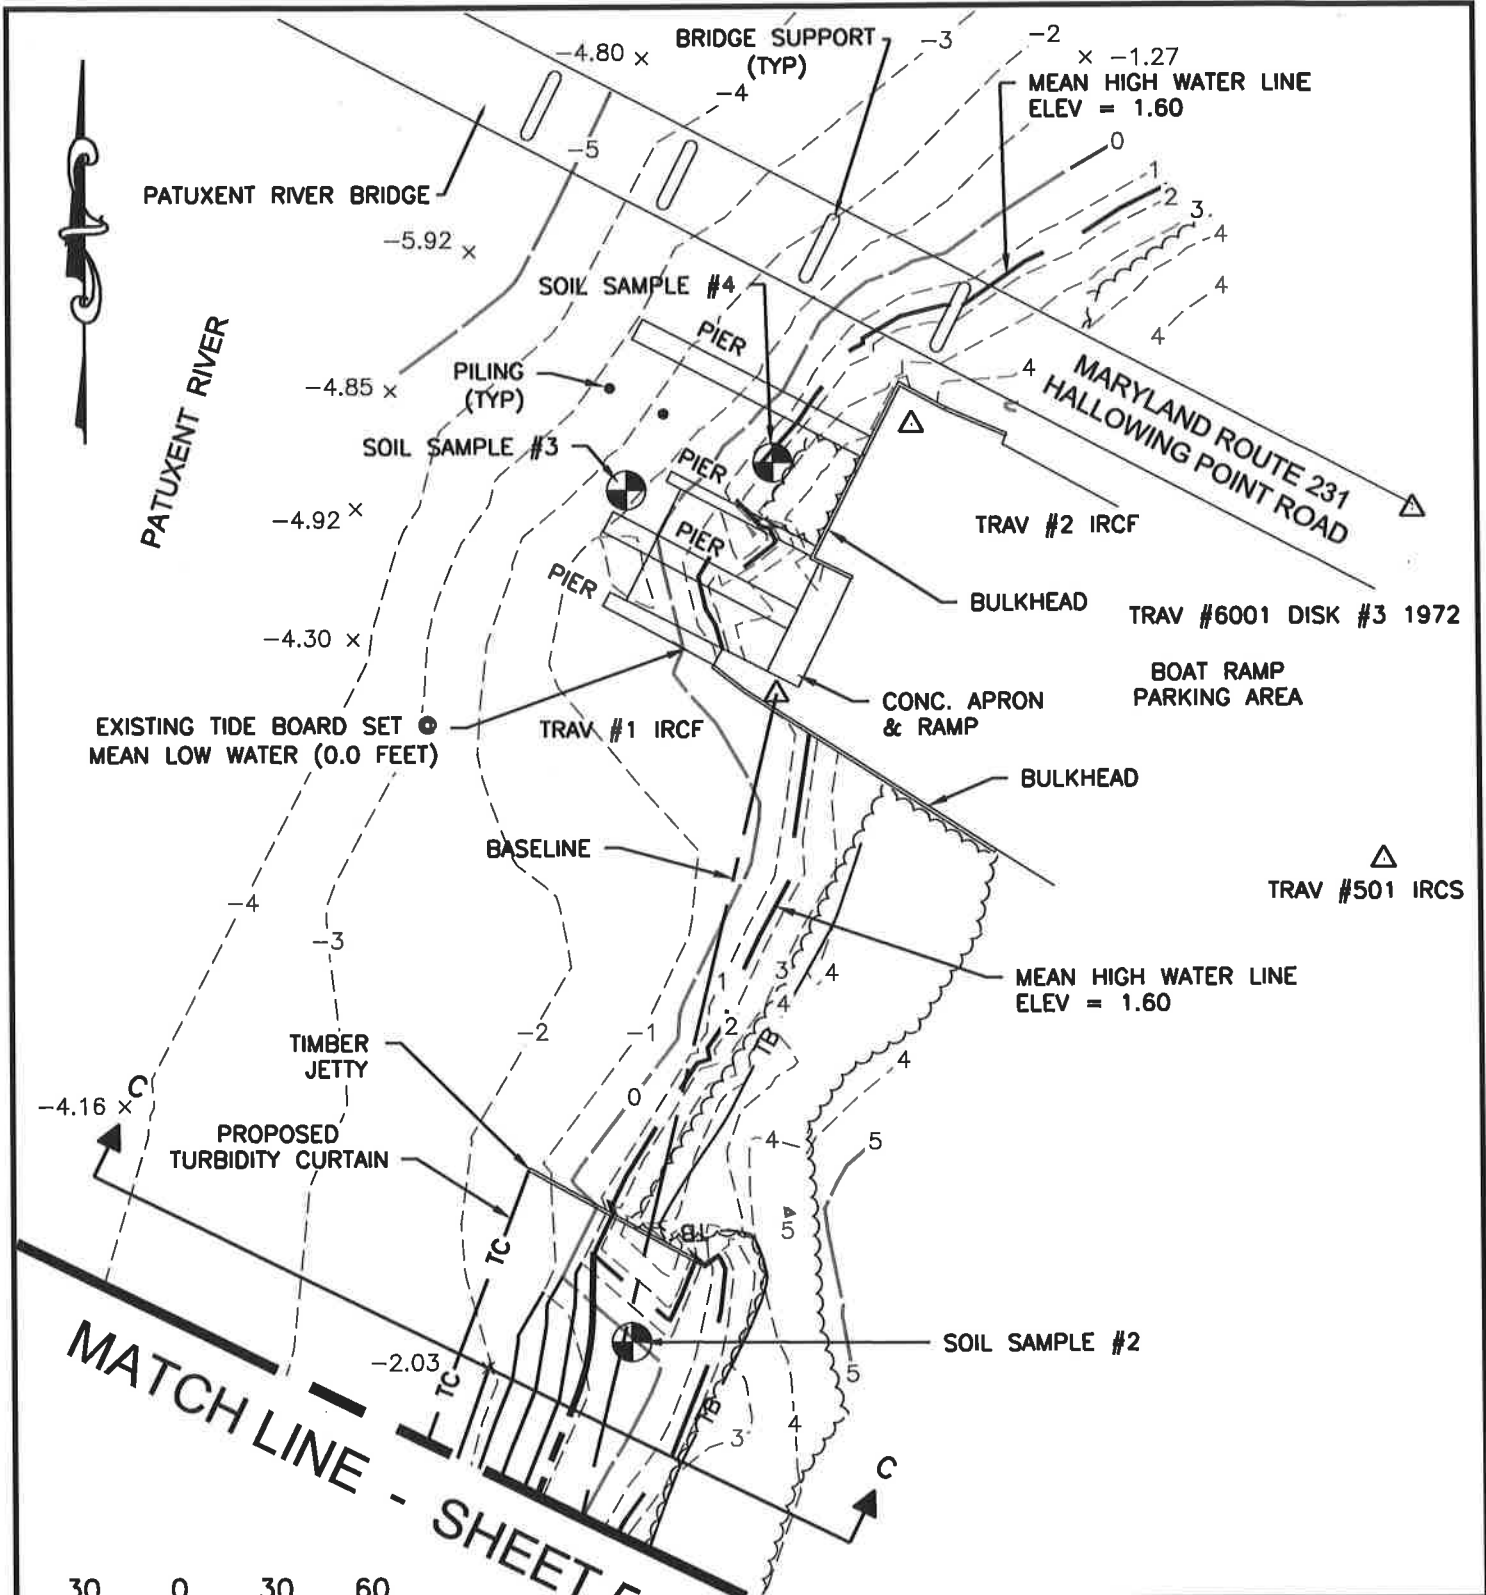 BRIDGE SUPPORT
(TYP)
-4.80 ×
-3
-2
× -1.27
MEAN HIGH WATER LINE
ELEV = 1.60
-4
-5
0
1
2
3
4
PATUXENT RIVER BRIDGE
-5.92 ×
SOIL SAMPLE #4
4
4
PIER
4
MARYLAND ROUTE 231
HALLOWING POINT ROAD
PATUXENT RIVER
-4.85 ×
PILING
(TYP)
SOIL SAMPLE #3
PIER
-4.92 ×
TRAV #2 IRCF
PIER
PIER
BULKHEAD
TRAV #6001 DISK #3 1972
-4.30 ×
BOAT RAMP
PARKING AREA
CONC. APRON
& RAMP
EXISTING TIDE BOARD SET
MEAN LOW WATER (0.0 FEET)
TRAV #1 IRCF
BULKHEAD
BASELINE
TRAV #501 IRCS
-4
-3
1
3
4
4
MEAN HIGH WATER LINE
ELEV = 1.60
-2
-1
2
TB
TIMBER
JETTY
0
4
C
-4.16 ×
PROPOSED
TURBIDITY CURTAIN
4
5
5
TC
TB
SOIL SAMPLE #2
-2.03
TC
5
TB
3
4
C
MATCH LINE - SHEET
30 0 30 60